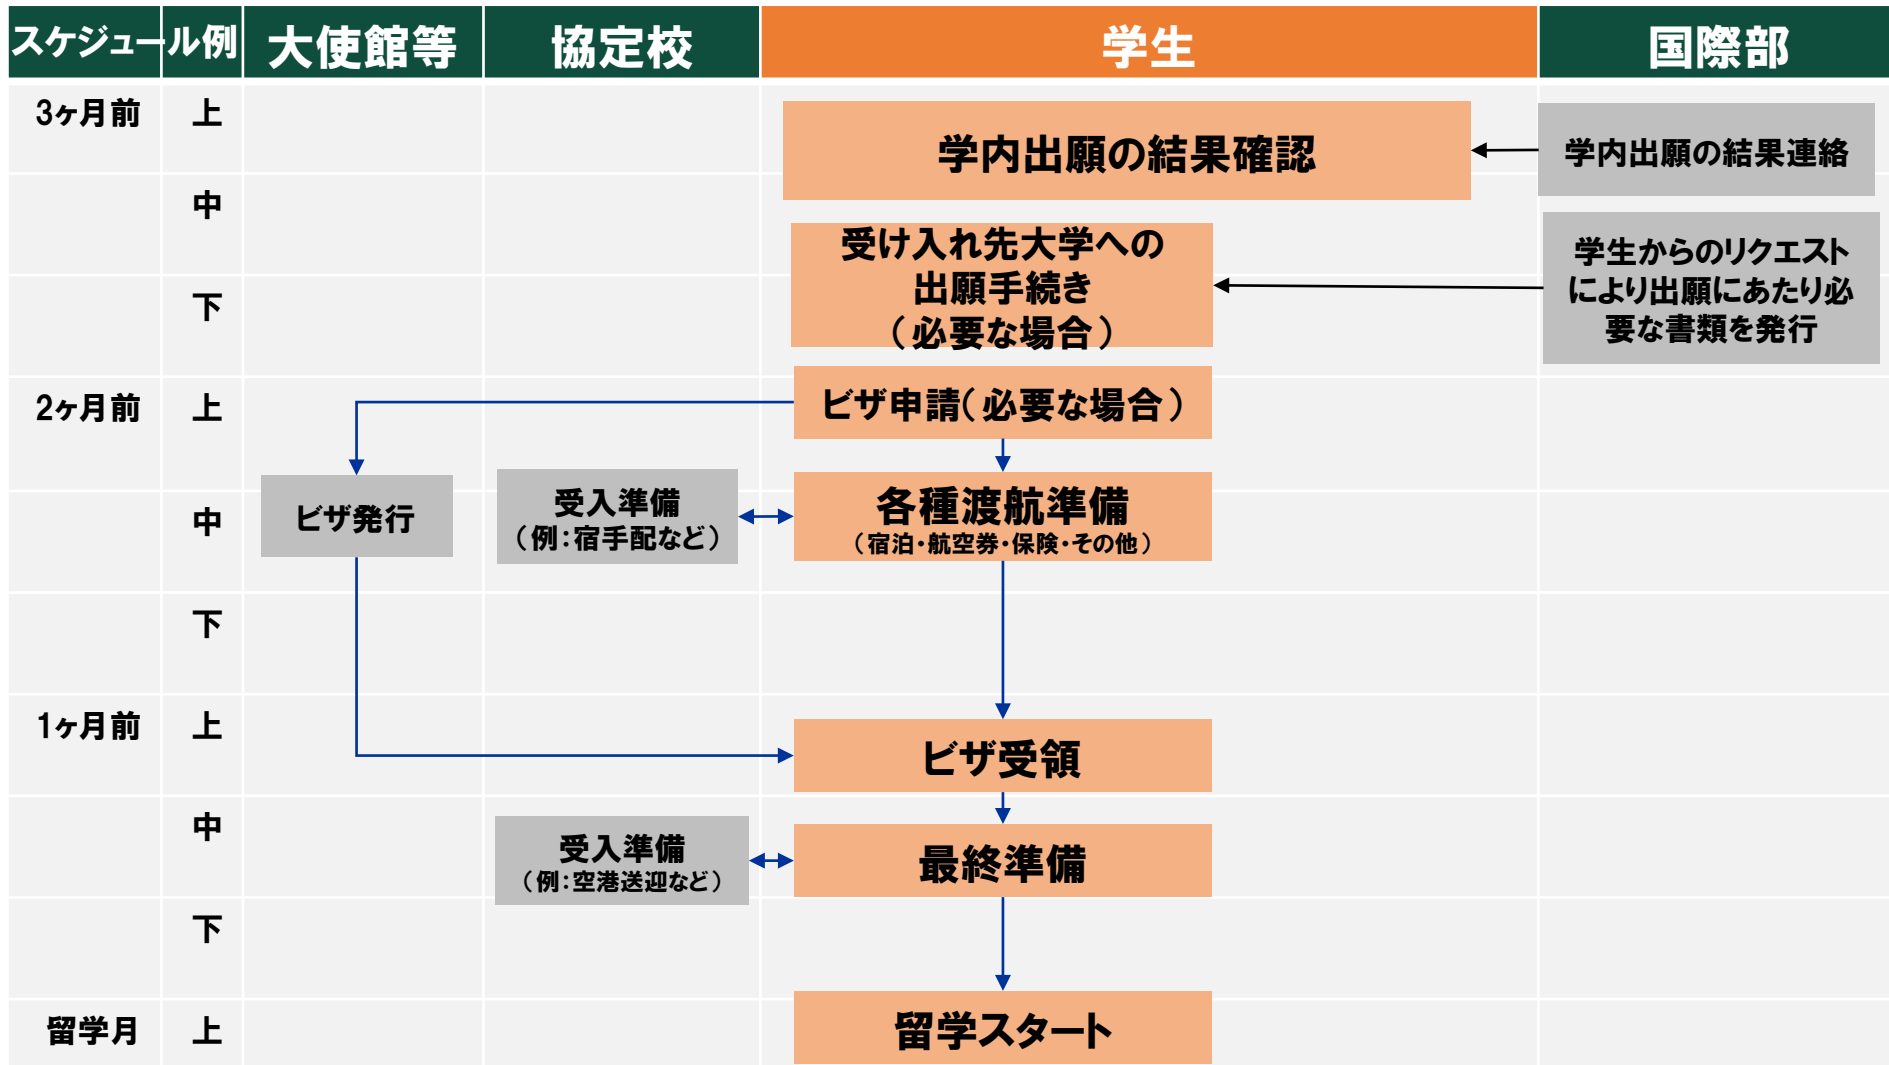 スケジュール例 大使館等 協定校 学生 国際部
3ヶ月前 上
学内出願の結果確認
学内出願の結果連絡
中
受け入れ先大学への
出願手続き
（必要な場合）
学生からのリクエスト
により出願にあたり必
要な書類を発行
下
2ヶ月前 上
ビザ申請（必要な場合）
中
ビザ発行
受入準備
（例：宿手配など）
各種渡航準備
（宿泊・航空券・保険・その他）
下
1ヶ月前 上
ビザ受領
中
受入準備
（例：空港送迎など）
最終準備
下
留学月 上
留学スタート